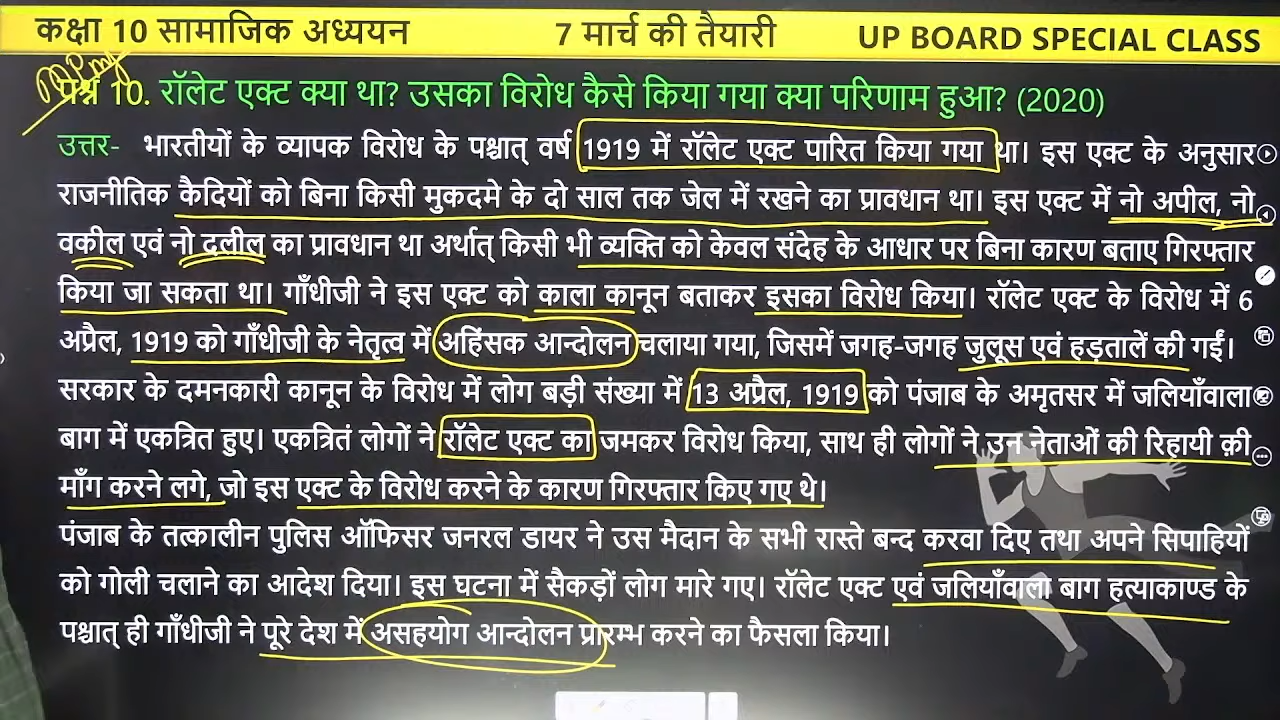 कक्षा 10 सामाजिक अध्ययन 7 मार्च की तैयारी UP BOARD SPECIAL CLASS
प्रश्न 10. रॉलेट एक्ट क्या था? उसका विरोध कैसे किया गया क्या परिणाम हुआ? (2020)
उत्तर- भारतीयों के व्यापक विरोध के पश्चात् वर्ष 1919 में रॉलेट एक्ट पारित किया गया था। इस एक्ट के अनुसार
राजनीतिक कैदियों को बिना किसी मुकदमे के दो साल तक जेल में रखने का प्रावधान था। इस एक्ट में नो अपील, नो
वकील एवं नो दलील का प्रावधान था अर्थात् किसी भी व्यक्ति को केवल संदेह के आधार पर बिना कारण बताए गिरफ्तार
किया जा सकता था। गाँधीजी ने इस एक्ट को काला कानून बताकर इसका विरोध किया। रॉलेट एक्ट के विरोध में 6
अप्रैल, 1919 को गाँधीजी के नेतृत्व में अहिंसक आन्दोलन चलाया गया, जिसमें जगह-जगह जुलूस एवं हड़तालें की गईं।
सरकार के दमनकारी कानून के विरोध में लोग बड़ी संख्या में 13 अप्रैल, 1919 को पंजाब के अमृतसर में जलियाँवाला
बाग में एकत्रित हुए। एकत्रितं लोगों ने रॉलेट एक्ट का जमकर विरोध किया, साथ ही लोगों ने उन नेताओं की रिहायी क़ी
माँग करने लगे, जो इस एक्ट के विरोध करने के कारण गिरफ्तार किए गए थे।
पंजाब के तत्कालीन पुलिस ऑफिसर जनरल डायर ने उस मैदान के सभी रास्ते बन्द करवा दिए तथा अपने सिपाहियों
को गोली चलाने का आदेश दिया। इस घटना में सैकड़ों लोग मारे गए। रॉलेट एक्ट एवं जलियाँवाला बाग हत्याकाण्ड के
पश्चात् ही गाँधीजी ने पूरे देश में असहयोग आन्दोलन प्रारम्भ करने का फैसला किया।